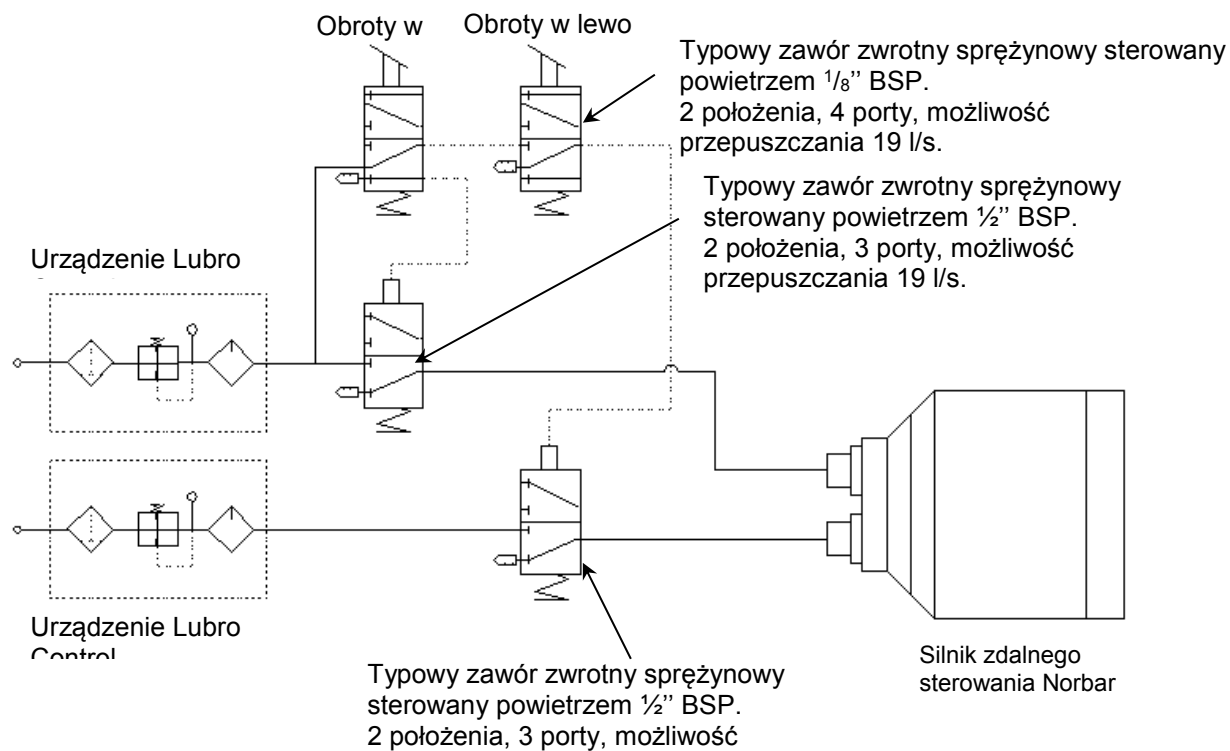 Obroty w
Obroty w lewo
Typowy zawór zwrotny sprężynowy sterowany
powietrzem 1/8’’ BSP.
2 położenia, 4 porty, możliwość
przepuszczania 19 l/s.
Typowy zawór zwrotny sprężynowy
sterowany powietrzem ½’’ BSP.
2 położenia, 3 porty, możliwość
przepuszczania 19 l/s.
Urządzenie Lubro
Urządzenie Lubro
Control
Typowy zawór zwrotny sprężynowy
sterowany powietrzem ½’’ BSP.
2 położenia, 3 porty, możliwość
Silnik zdalnego
sterowania Norbar